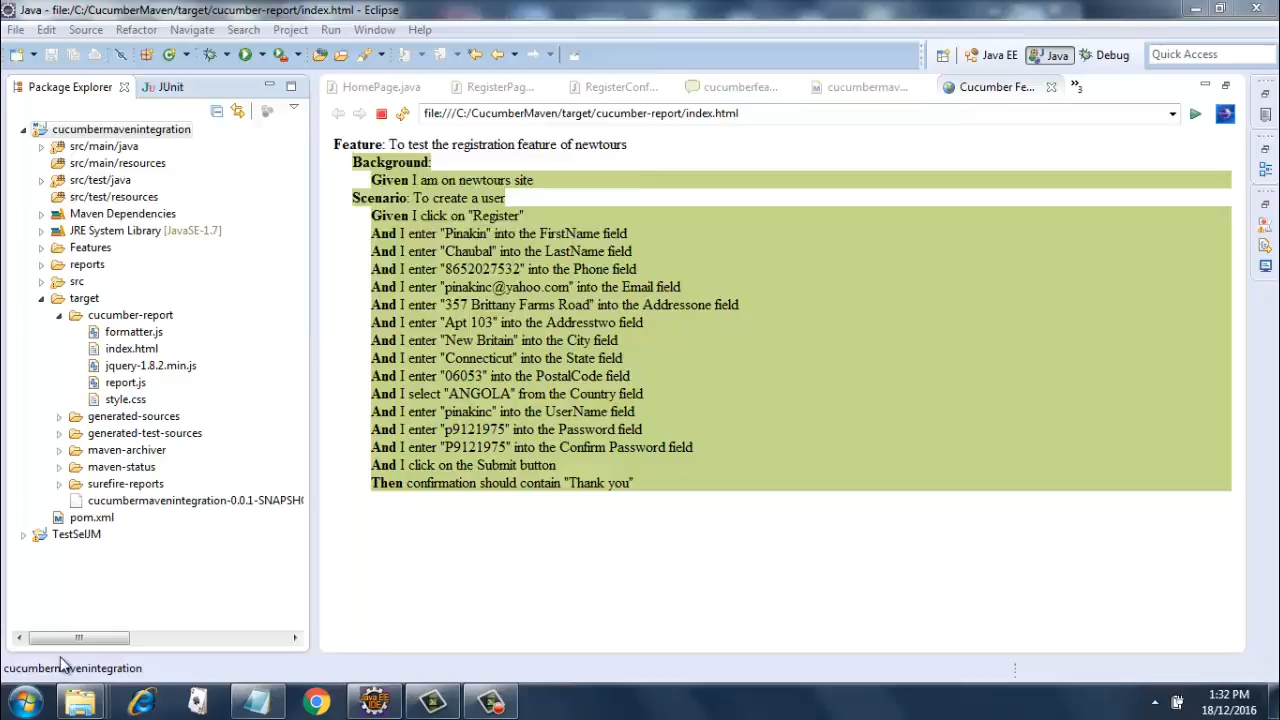 Java - file:/C:/CucumberMaven/target/cucumber-report/index.html - Eclipse
File Edit Source Refactor Navigate Search Project Run Window Help
Java EE Java Debug Quick Access
Package Explorer JUnit HomePage.java RegisterPag... RegisterConf... cucumberfea... cucumbermav... Cucumber Fe... 3
file:///C:/CucumberMaven/target/cucumber-report/index.html
cucumbermavenintegration
src/main/java
src/main/resources
src/test/java
src/test/resources
Maven Dependencies
JRE System Library [JavaSE-1.7]
Features
reports
src
target
cucumber-report
formatter.js
index.html
jquery-1.8.2.min.js
report.js
style.css
generated-sources
generated-test-sources
maven-archiver
maven-status
surefire-reports
cucumbermavenintegration-0.0.1-SNAPSHO
pom.xml
TestSelJM
Feature: To test the registration feature of newtours
Background:
Given I am on newtours site
Scenario: To create a user
Given I click on "Register"
And I enter "Pinakin" into the FirstName field
And I enter "Chaubal" into the LastName field
And I enter "8652027532" into the Phone field
And I enter "pinakinc@yahoo.com" into the Email field
And I enter "357 Brittany Farms Road" into the Addressone field
And I enter "Apt 103" into the Addresstwo field
And I enter "New Britain" into the City field
And I enter "Connecticut" into the State field
And I enter "06053" into the PostalCode field
And I select "ANGOLA" from the Country field
And I enter "pinakinc" into the UserName field
And I enter "p9121975" into the Password field
And I enter "P9121975" into the Confirm Password field
And I click on the Submit button
Then confirmation should contain "Thank you"
cucumbermavenintegration
Java EE
IDE
1:32 PM
18/12/2016